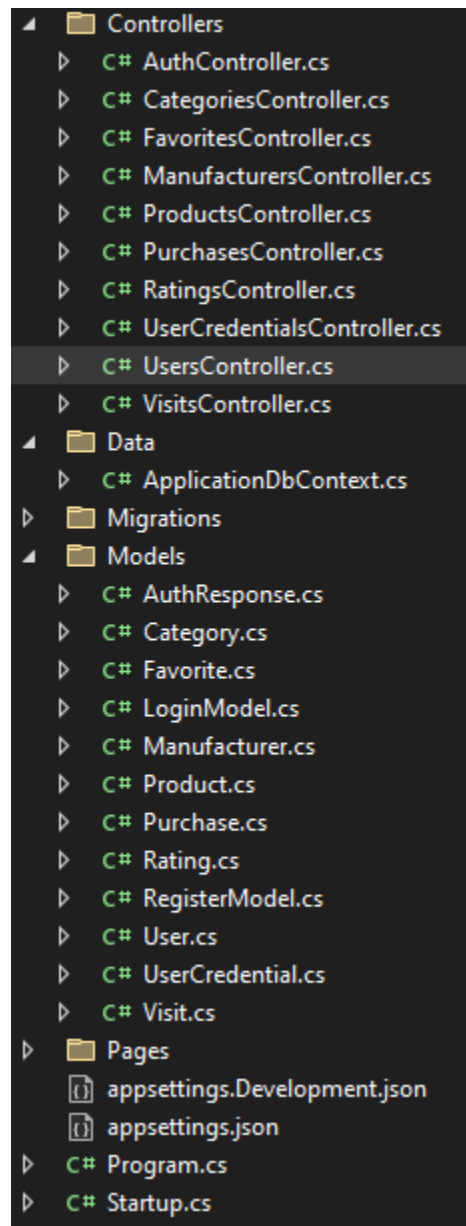 Controllers
C# AuthController.cs
C# CategoriesController.cs
C# FavoritesController.cs
C# ManufacturersController.cs
C# ProductsController.cs
C# PurchasesController.cs
C# RatingsController.cs
C# UserCredentialsController.cs
C# UsersController.cs
C# VisitsController.cs
Data
C# ApplicationDbContext.cs
Migrations
Models
C# AuthResponse.cs
C# Category.cs
C# Favorite.cs
C# LoginModel.cs
C# Manufacturer.cs
C# Product.cs
C# Purchase.cs
C# Rating.cs
C# RegisterModel.cs
C# User.cs
C# UserCredential.cs
C# Visit.cs
Pages
appsettings.Development.json
appsettings.json
C# Program.cs
C# Startup.cs